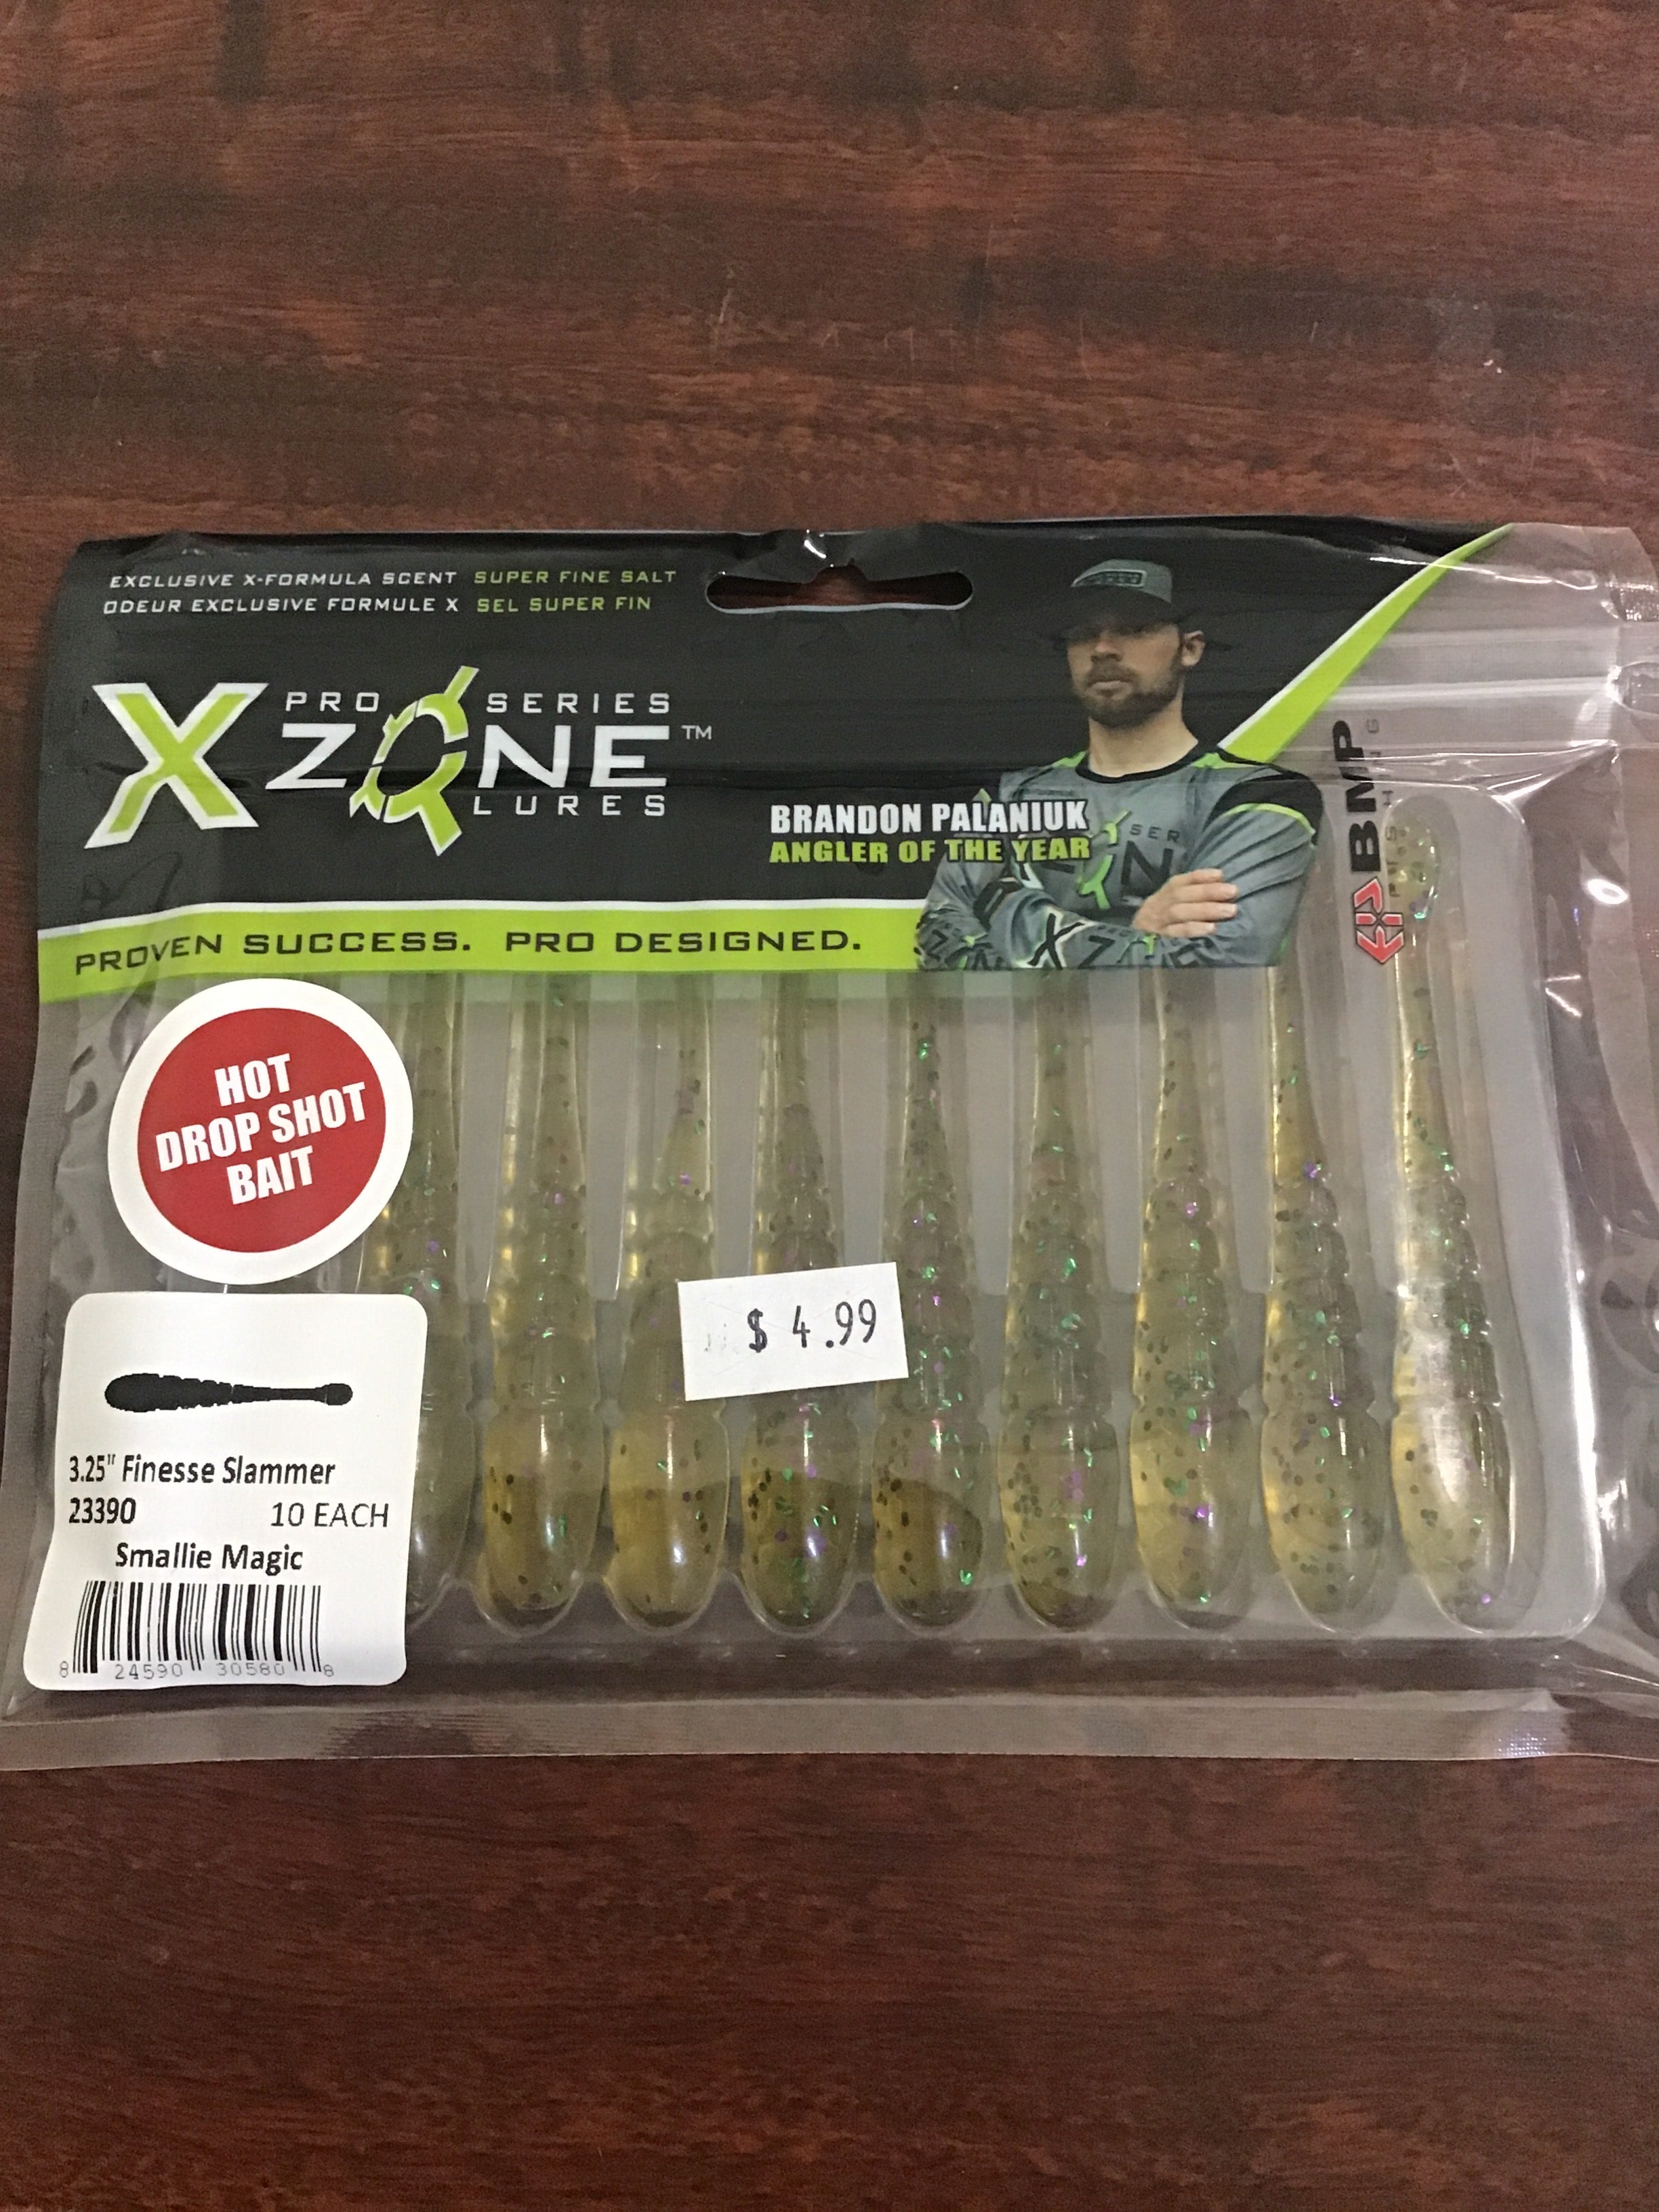 EXCLUSIVE X-FORMULA SCENT SUPER FINE SALT
ODEUR EXCLUSIVE FORMULE X SEL SUPER FIN
PRO SERIES
X ZONE™
LURES
BRANDON PALANIUK
ANGLER OF THE YEAR
BMP
FISHING
PROVEN SUCCESS. PRO DESIGNED.
HOT
DROP SHOT
BAIT
$ 4.99
3.25" Finesse Slammer
23390 10 EACH
Smallie Magic
8 24590 30580 8